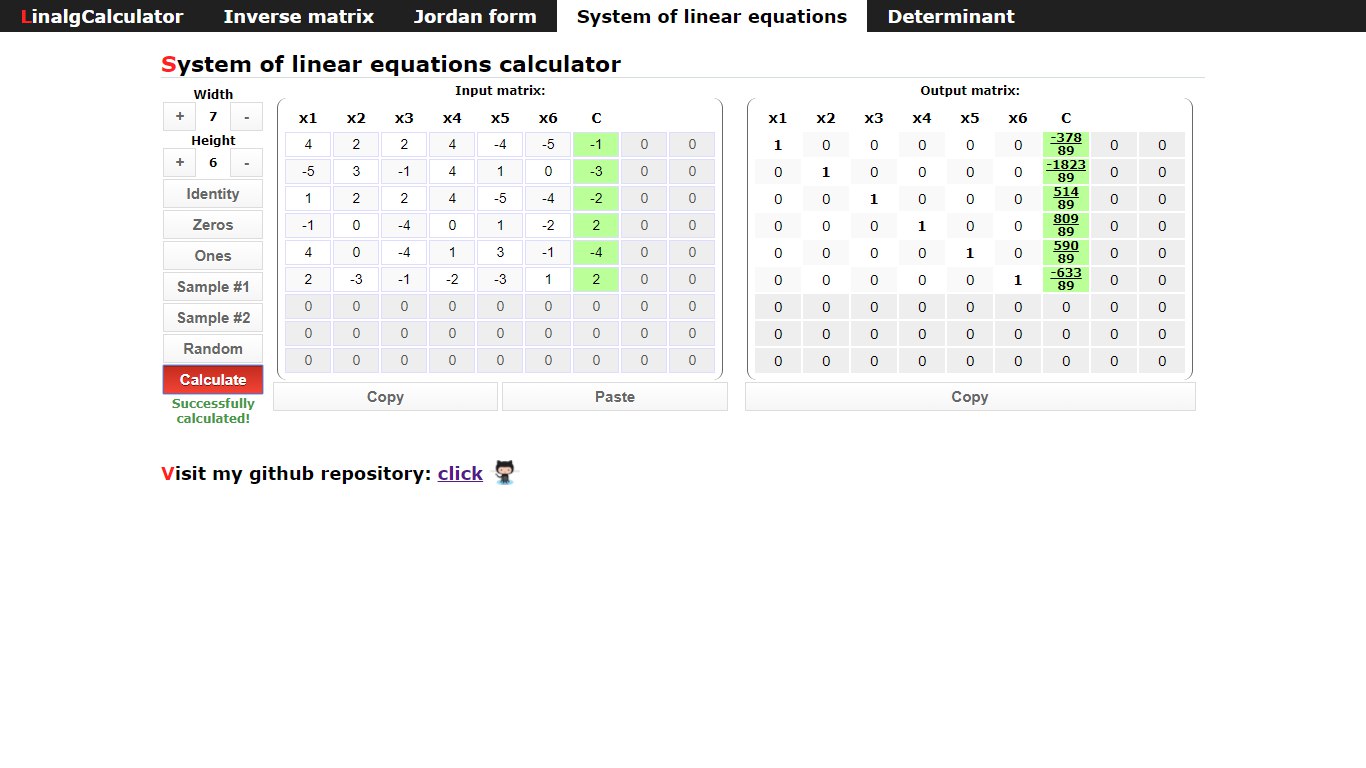 LinalgCalculator Inverse matrix Jordan form System of linear equations Determinant
System of linear equations calculator
Width
+ 7 -
Height
+ 6 -
Identity
Zeros
Ones
Sample #1
Sample #2
Random
Calculate
Successfully
calculated!
Input matrix:
x1 x2 x3 x4 x5 x6 C
4 2 2 4 -4 -5 -1 0 0
-5 3 -1 4 1 0 -3 0 0
1 2 2 4 -5 -4 -2 0 0
-1 0 -4 0 1 -2 2 0 0
4 0 -4 1 3 -1 -4 0 0
2 -3 -1 -2 -3 1 2 0 0
0 0 0 0 0 0 0 0 0
0 0 0 0 0 0 0 0 0
0 0 0 0 0 0 0 0 0
Copy Paste
Output matrix:
x1 x2 x3 x4 x5 x6 C
1 0 0 0 0 0 -378/89 0 0
0 1 0 0 0 0 -1823/89 0 0
0 0 1 0 0 0 514/89 0 0
0 0 0 1 0 0 809/89 0 0
0 0 0 0 1 0 590/89 0 0
0 0 0 0 0 1 -633/89 0 0
0 0 0 0 0 0 0 0 0
0 0 0 0 0 0 0 0 0
0 0 0 0 0 0 0 0 0
Copy
Visit my github repository: click